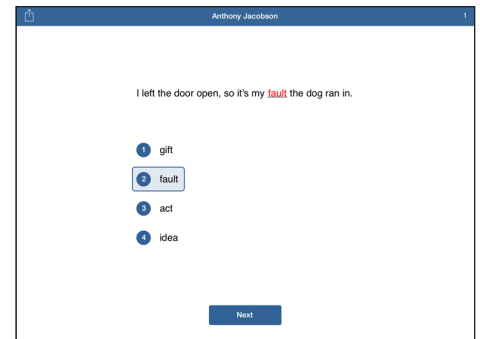 Anthony Jacobson 1
I left the door open, so it's my fault the dog ran in.
1 gift
2 fault
3 act
4 idea
Next